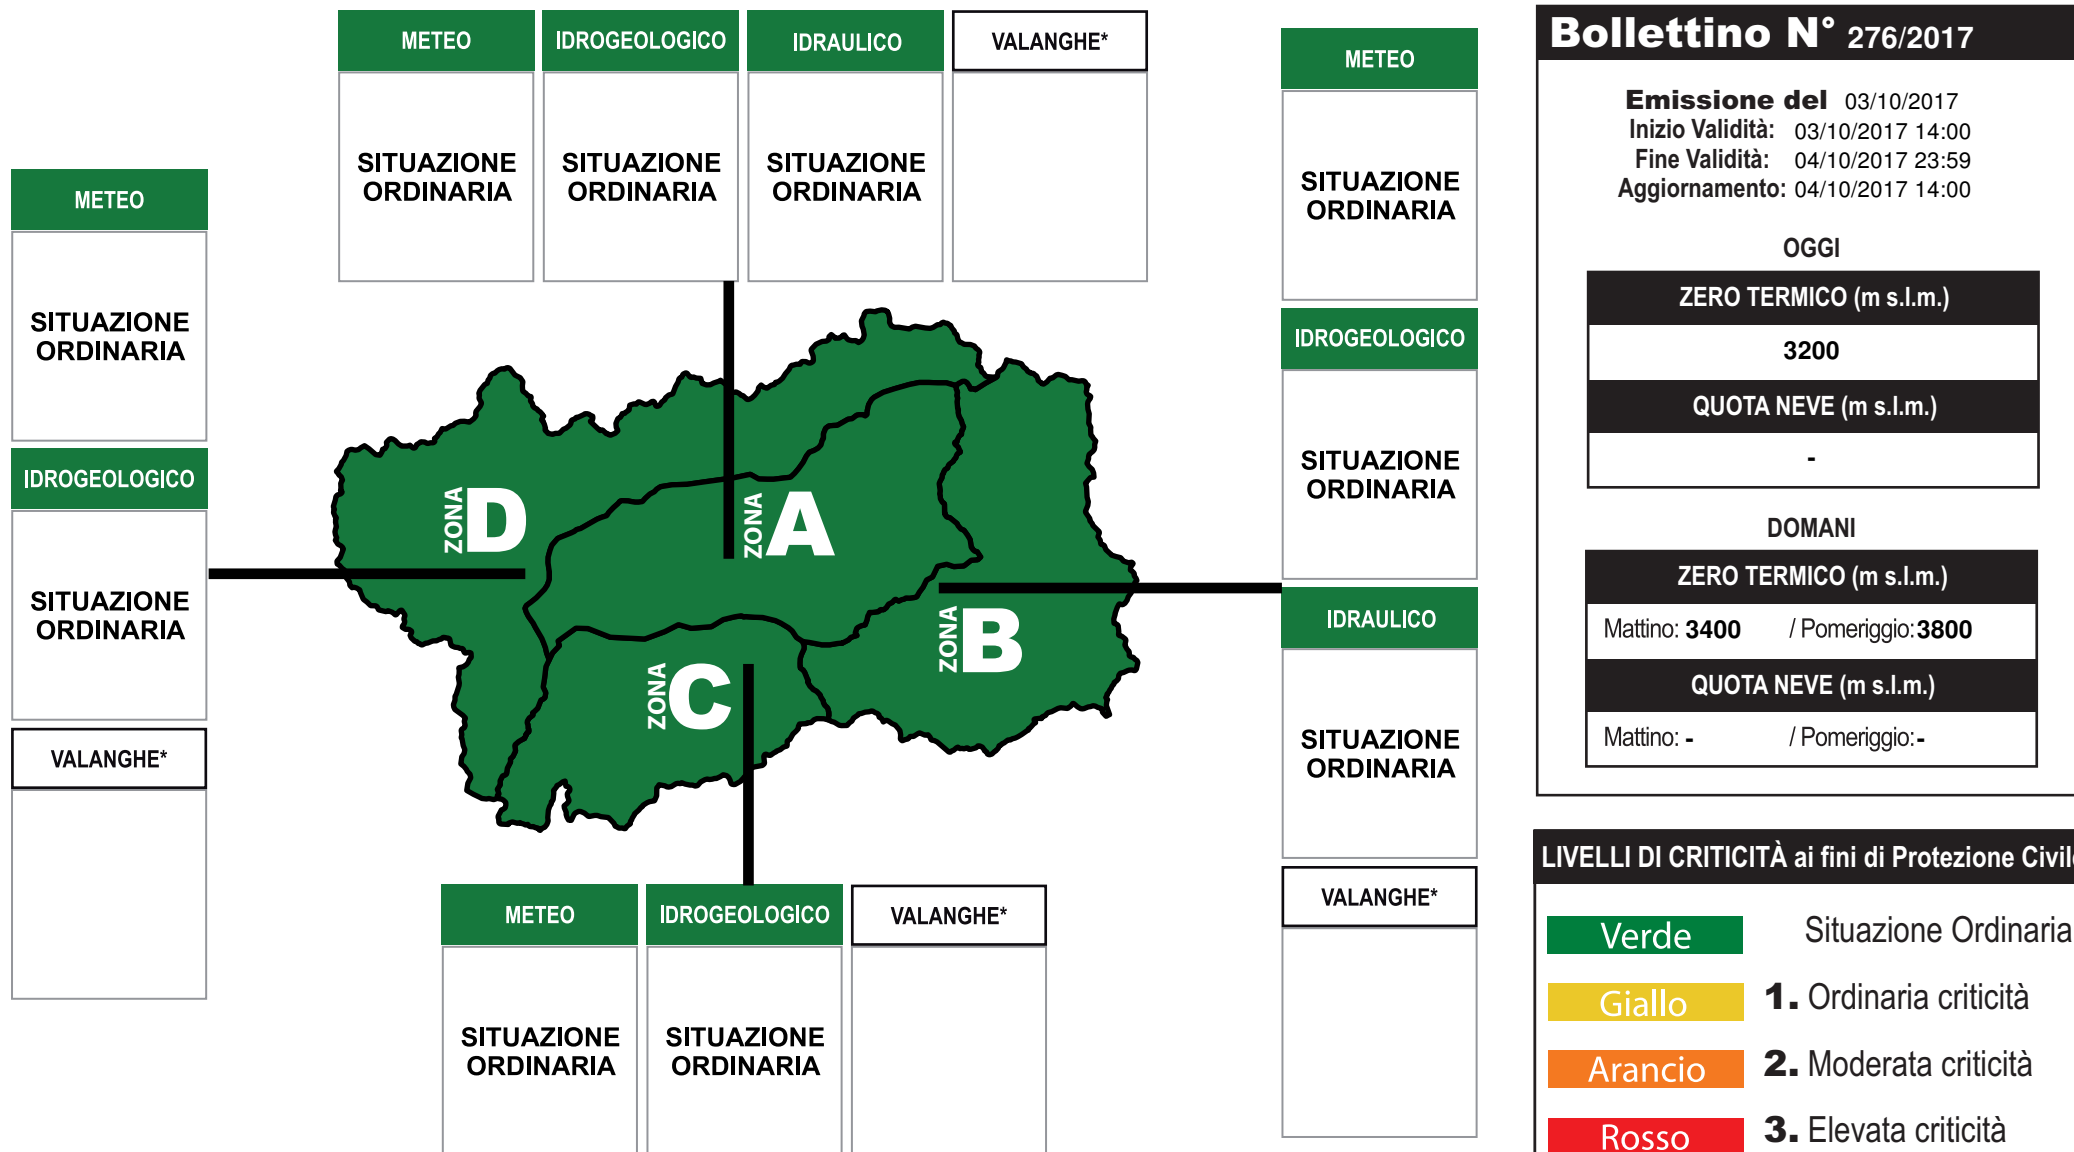 METEO
IDROGEOLOGICO
IDRAULICO
VALANGHE*
SITUAZIONE
ORDINARIA
SITUAZIONE
ORDINARIA
SITUAZIONE
ORDINARIA
METEO
SITUAZIONE
ORDINARIA
IDROGEOLOGICO
SITUAZIONE
ORDINARIA
VALANGHE*
ZONA D
ZONA A
ZONA B
ZONA C
METEO
SITUAZIONE
ORDINARIA
IDROGEOLOGICO
SITUAZIONE
ORDINARIA
IDRAULICO
SITUAZIONE
ORDINARIA
VALANGHE*
METEO
IDROGEOLOGICO
VALANGHE*
SITUAZIONE
ORDINARIA
SITUAZIONE
ORDINARIA
Bollettino N° 276/2017
Emissione del 03/10/2017
Inizio Validità: 03/10/2017 14:00
Fine Validità: 04/10/2017 23:59
Aggiornamento: 04/10/2017 14:00
OGGI
ZERO TERMICO (m s.l.m.)
3200
QUOTA NEVE (m s.l.m.)
-
DOMANI
ZERO TERMICO (m s.l.m.)
Mattino: 3400 / Pomeriggio: 3800
QUOTA NEVE (m s.l.m.)
Mattino: - / Pomeriggio: -
LIVELLI DI CRITICITÀ ai fini di Protezione Civile
Verde Situazione Ordinaria
Giallo 1. Ordinaria criticità
Arancio 2. Moderata criticità
Rosso 3. Elevata criticità